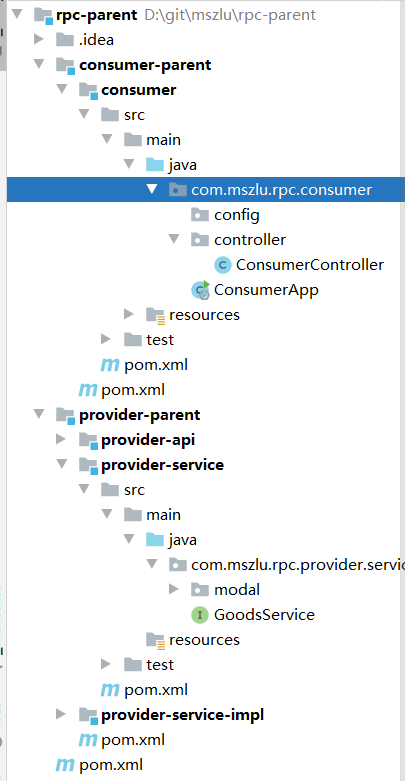 rpc-parent D:\git\mszlu\rpc-parent
.idea
consumer-parent
consumer
src
main
java
com.mszlu.rpc.consumer
config
controller
ConsumerController
ConsumerApp
resources
test
pom.xml
pom.xml
provider-parent
provider-api
provider-service
src
main
java
com.mszlu.rpc.provider.servic
modal
GoodsService
resources
test
pom.xml
provider-service-impl
pom.xml
pom.xml